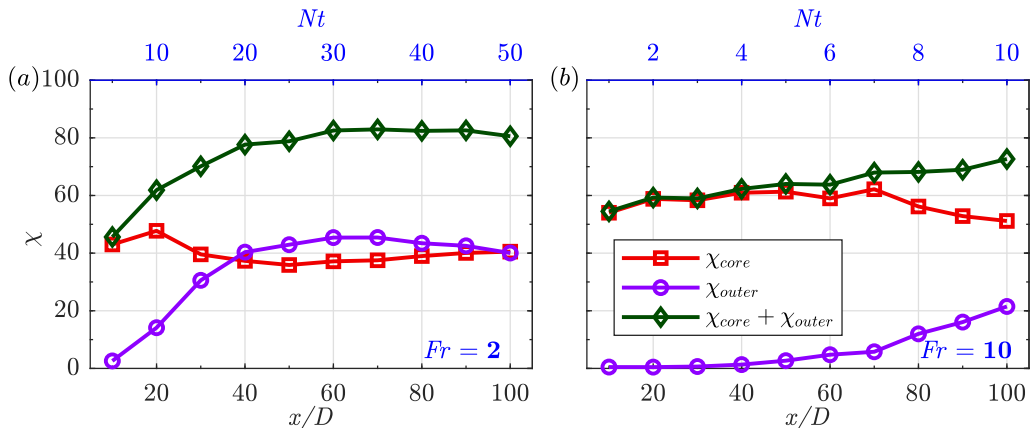 Nt Nt
10 20 30 40 50 2 4 6 8 10
(a) (b)
100
80
60
40
20
0
χ
χcore
χouter
χcore + χouter
Fr = 2 Fr = 10
20 40 60 80 100 20 40 60 80 100
x/D x/D